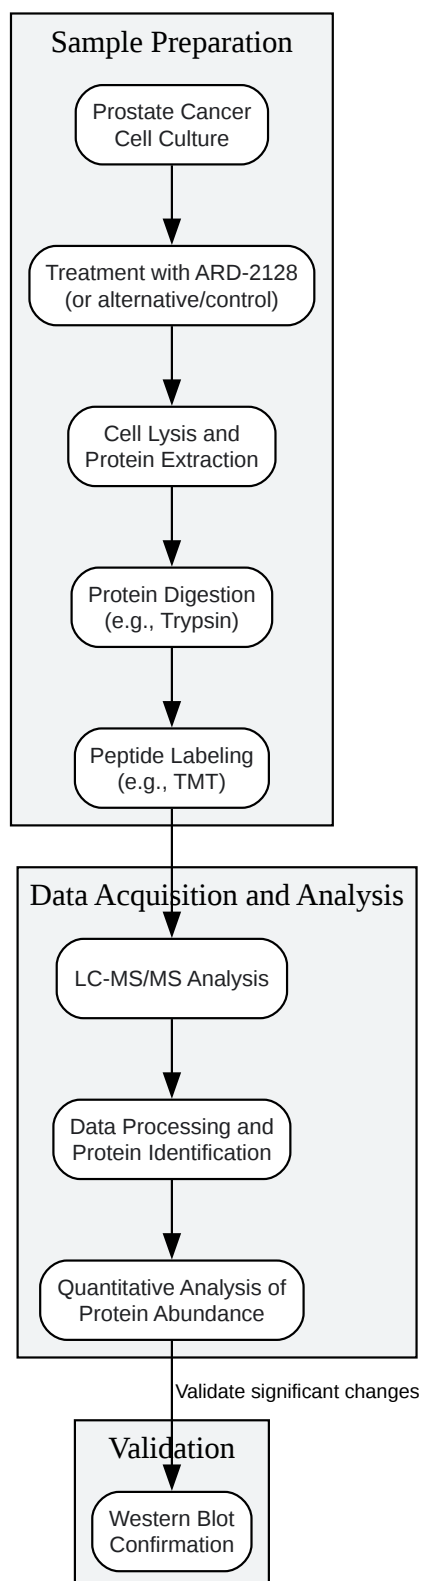 Sample Preparation
Prostate Cancer
Cell Culture
Treatment with ARD-2128
(or alternative/control)
Cell Lysis and
Protein Extraction
Protein Digestion
(e.g., Trypsin)
Peptide Labeling
(e.g., TMT)
Data Acquisition and Analysis
LC-MS/MS Analysis
Data Processing and
Protein Identification
Quantitative Analysis of
Protein Abundance
Validate significant changes
Validation
Western Blot
Confirmation